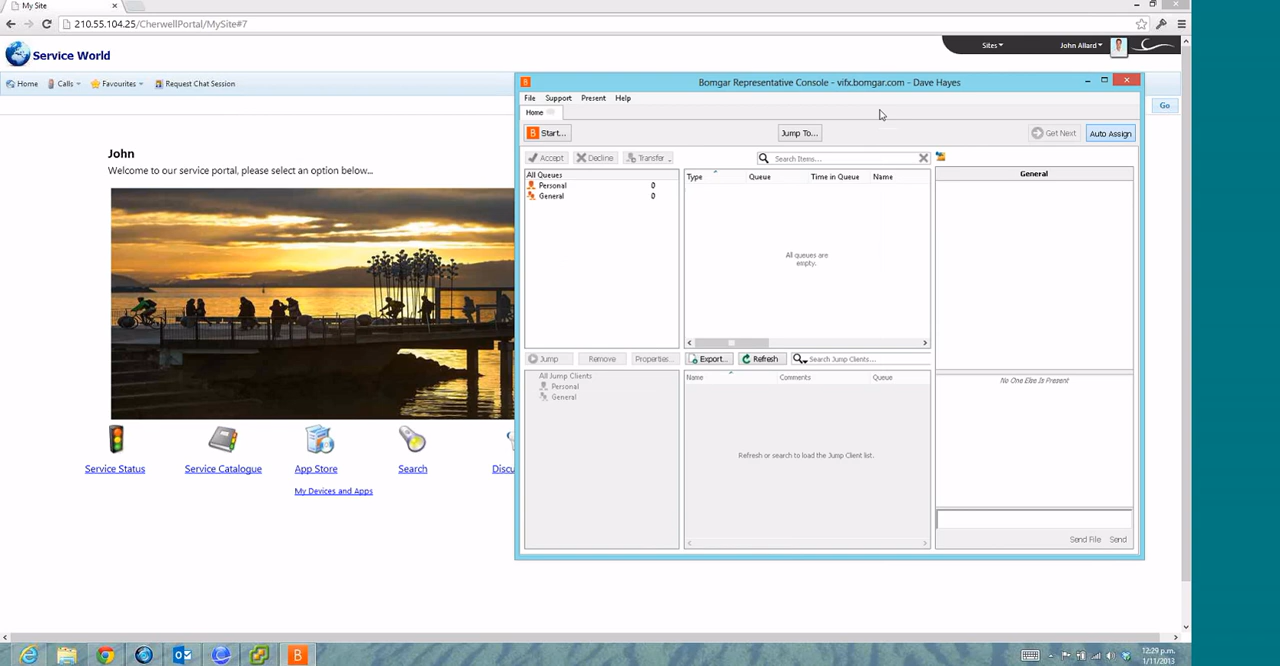 My Site
210.55.104.25/CherwellPortal/MySite#7
Service World
Sites
John Allard
Home
Calls
Favourites
Request Chat Session
Go
John
Welcome to our service portal, please select an option below...
Service Status
Service Catalogue
App Store
Search
Discu
My Devices and Apps
B
Bomgar Representative Console - vifx.bomgar.com - Dave Hayes
File
Support
Present
Help
Home
B
Start...
Jump To...
Get Next
Auto Assign
Accept
Decline
Transfer
Search Items...
All Queues
Personal 0
General 0
Type
Queue
Time in Queue
Name
All queues are
empty.
General
Jump
Remove
Properties...
Export...
Refresh
Search Jump Clients...
All Jump Clients
Personal
General
Name
Comments
Queue
Refresh or search to load the Jump Client list.
No One Else Is Present
Send File
Send
B
12:29 p.m.
1/11/2013